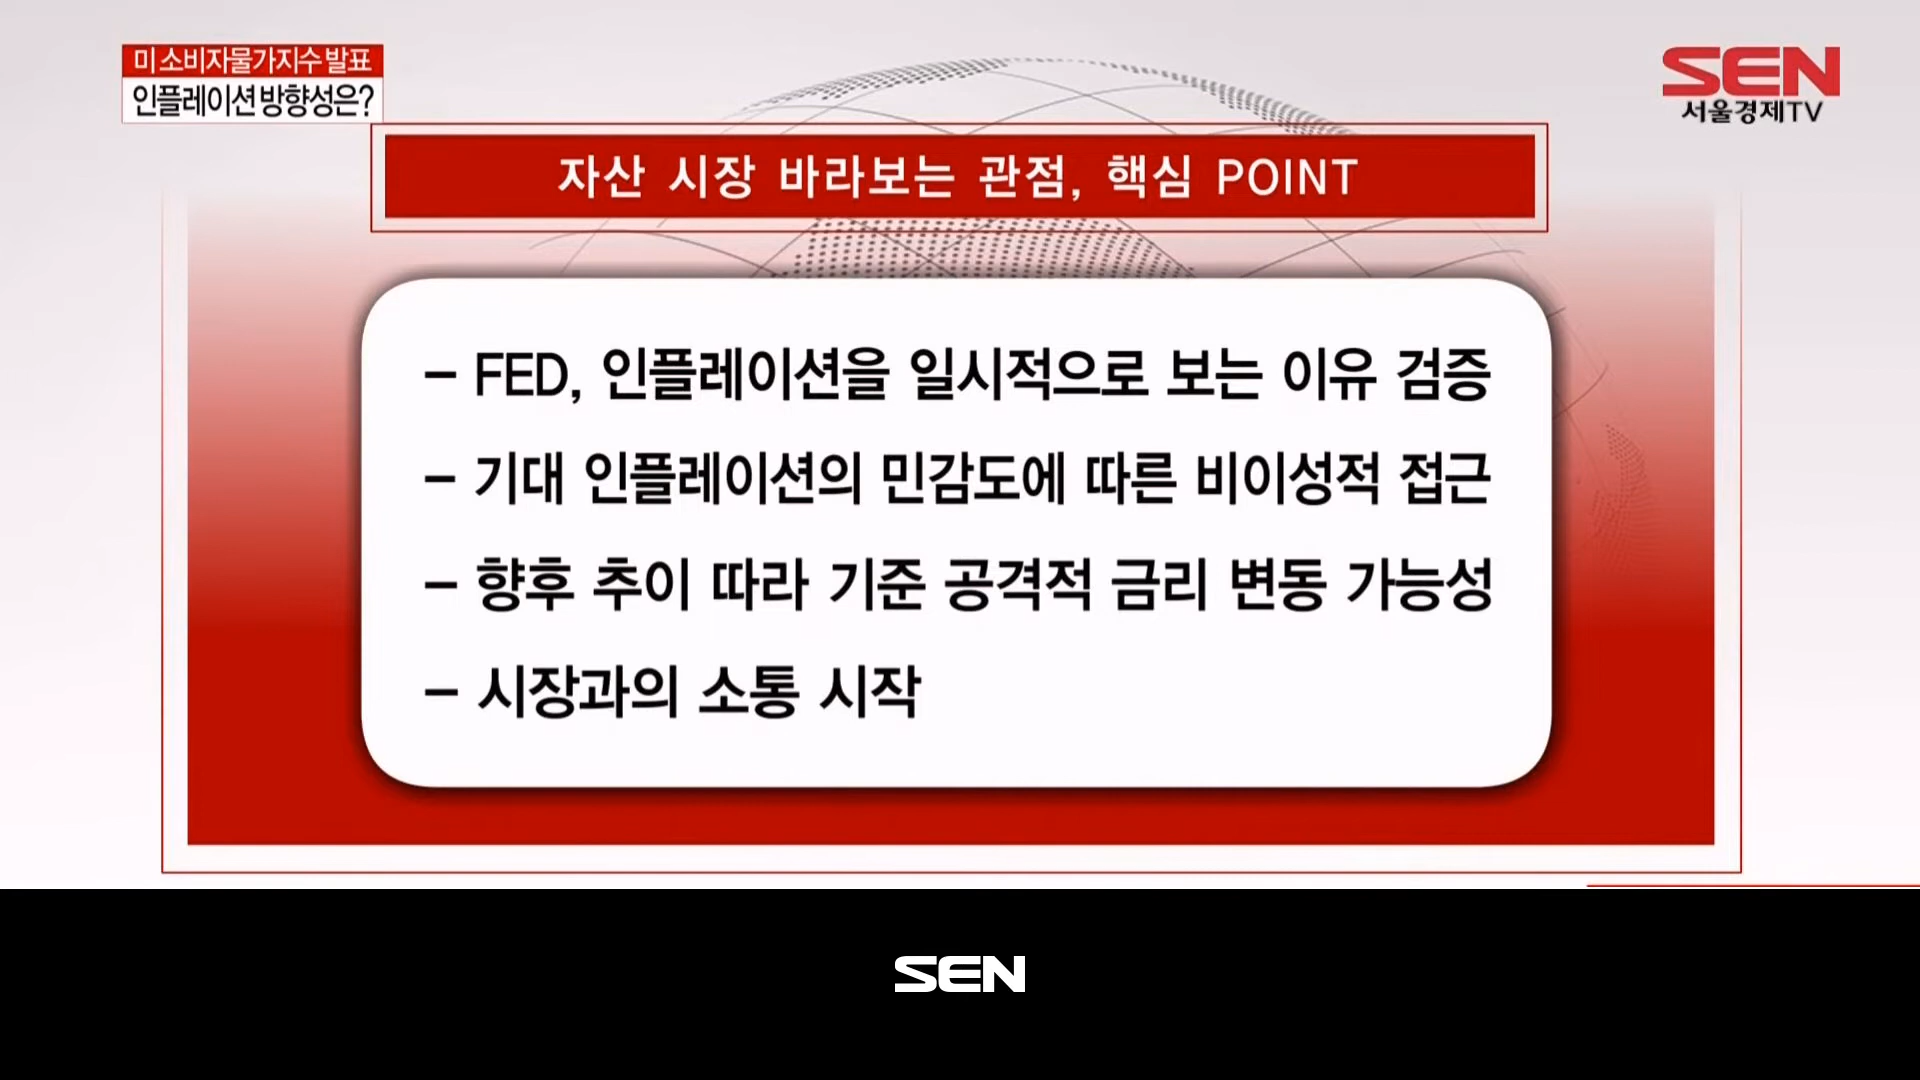 미 소비자물가지수 발표
인플레이션 방향성은?
SEN
서울경제TV
자산 시장 바라보는 관점, 핵심 POINT
- FED, 인플레이션을 일시적으로 보는 이유 검증
- 기대 인플레이션의 민감도에 따른 비이성적 접근
- 향후 추이 따라 기준 공격적 금리 변동 가능성
- 시장과의 소통 시작
SEN